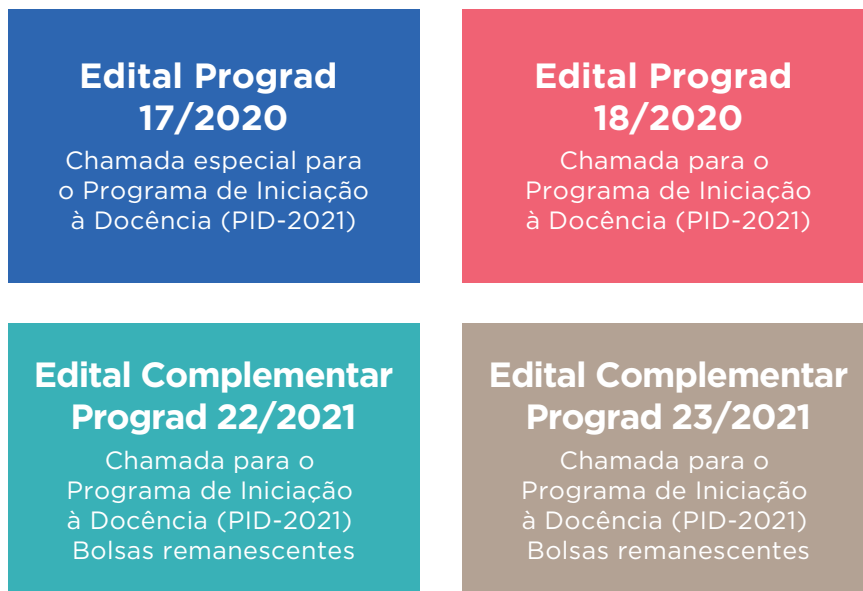 Edital Prograd
17/2020
Chamada especial para
o Programa de Iniciação
à Docência (PID-2021)
Edital Prograd
18/2020
Chamada para o
Programa de Iniciação
à Docência (PID-2021)
Edital Complementar
Prograd 22/2021
Chamada para o
Programa de Iniciação
à Docência (PID-2021)
Bolsas remanescentes
Edital Complementar
Prograd 23/2021
Chamada para o
Programa de Iniciação
à Docência (PID-2021)
Bolsas remanescentes